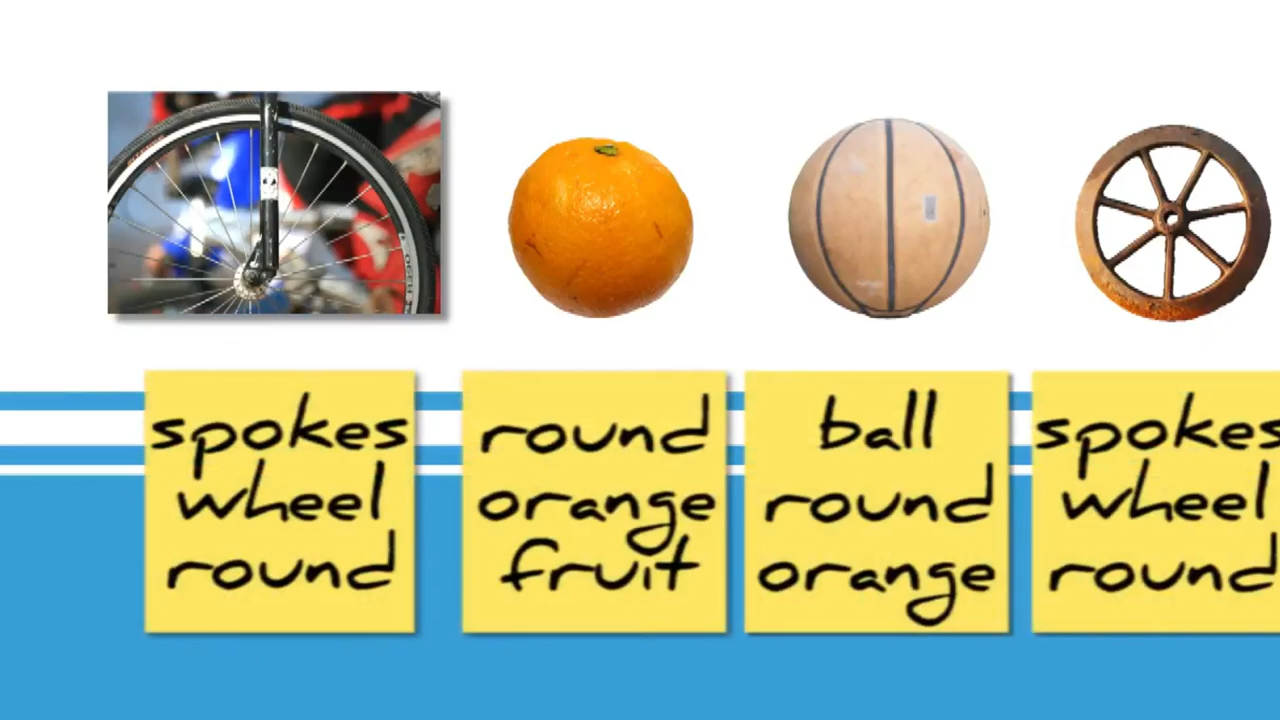 spokes
wheel
round
round
orange
fruit
ball
round
orange
spokes
wheel
round